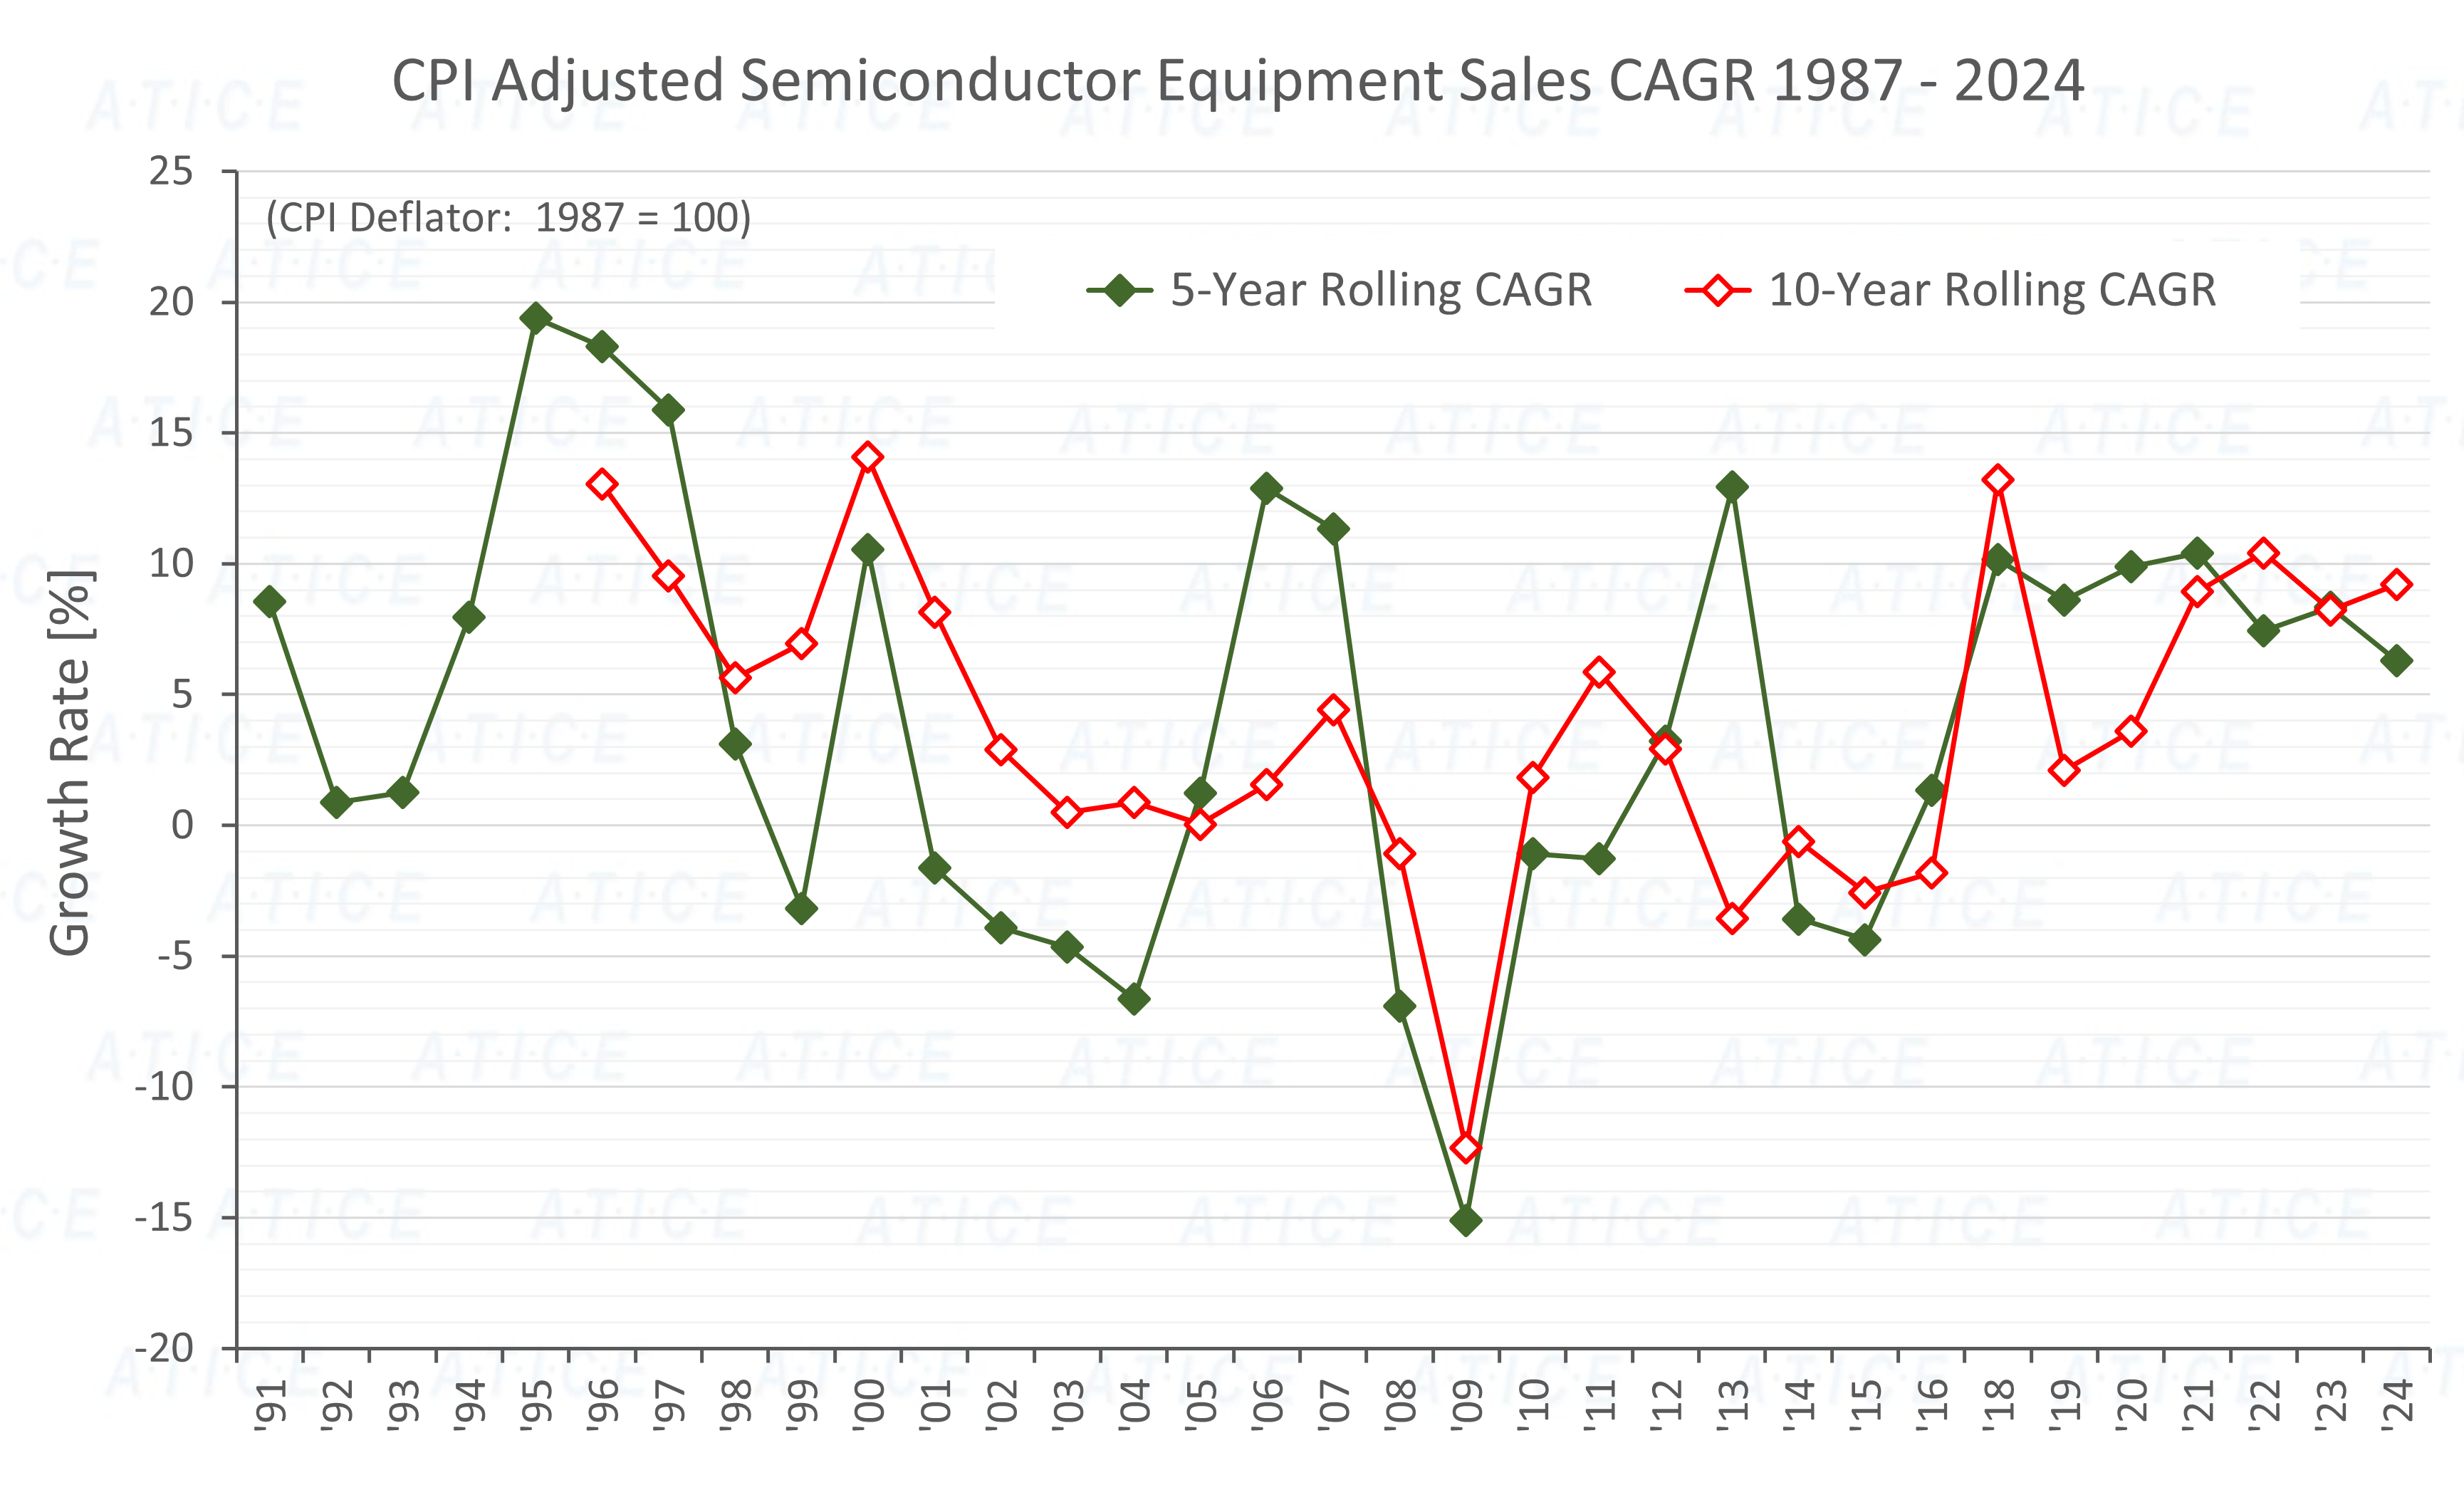 CPI Adjusted Semiconductor Equipment Sales CAGR 1987 - 2024
25
(CPI Deflator: 1987 = 100)
5-Year Rolling CAGR
10-Year Rolling CAGR
20
15
10
5
0
-5
-10
-15
-20
Growth Rate [%]
'91 '92 '93 '94 '95 '96 '97 '98 '99 '00 '01 '02 '03 '04 '05 '06 '07 '08 '09 '10 '11 '12 '13 '14 '15 '16 '18 '19 '20 '21 '22 '23 '24
A·T·I·C·E